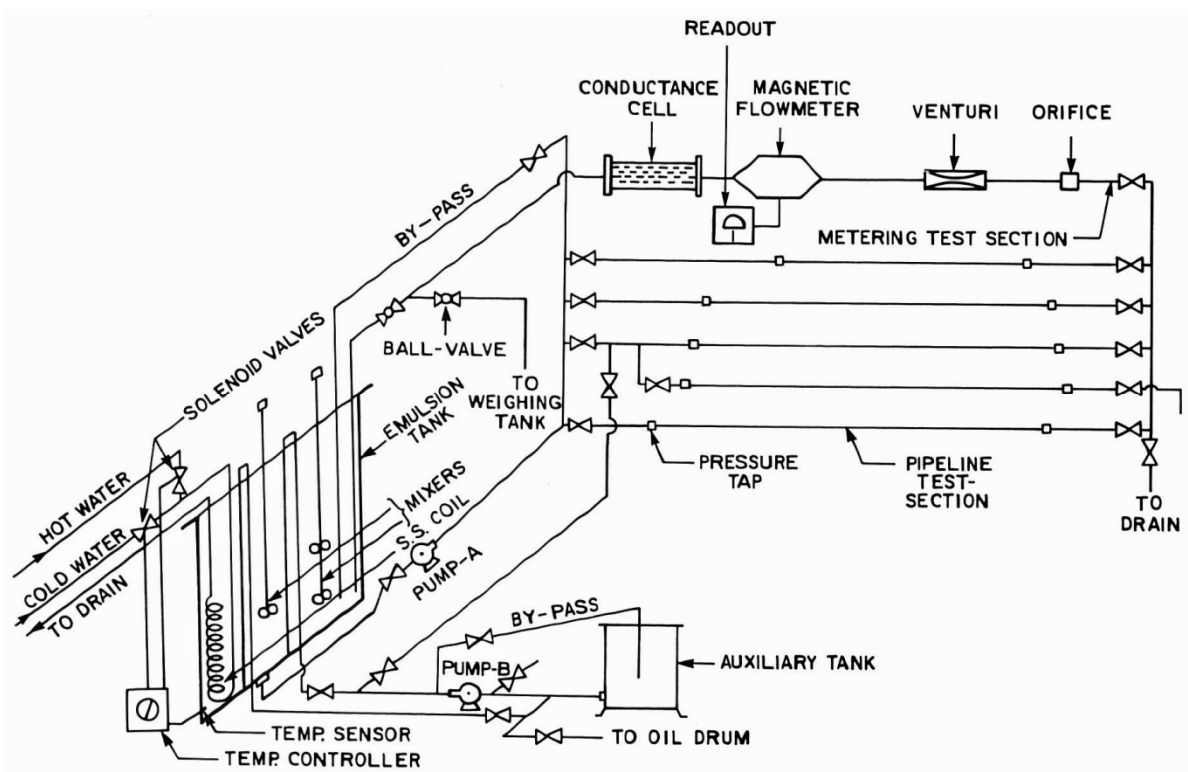 READOUT
CONDUCTANCE
CELL
MAGNETIC
FLOWMETER
VENTURI
ORIFICE
BY-PASS
METERING TEST SECTION
SOLENOID VALVES
BALL-VALVE
TO
WEIGHING
TANK
EMULSION
TANK
PRESSURE
TAP
PIPELINE
TEST-
SECTION
TO
DRAIN
HOT WATER
COLD WATER
TO DRAIN
MIXERS
S.S. COIL
PUMP-A
BY-PASS
PUMP-B
AUXILIARY TANK
TEMP. SENSOR
TEMP. CONTROLLER
TO OIL DRUM